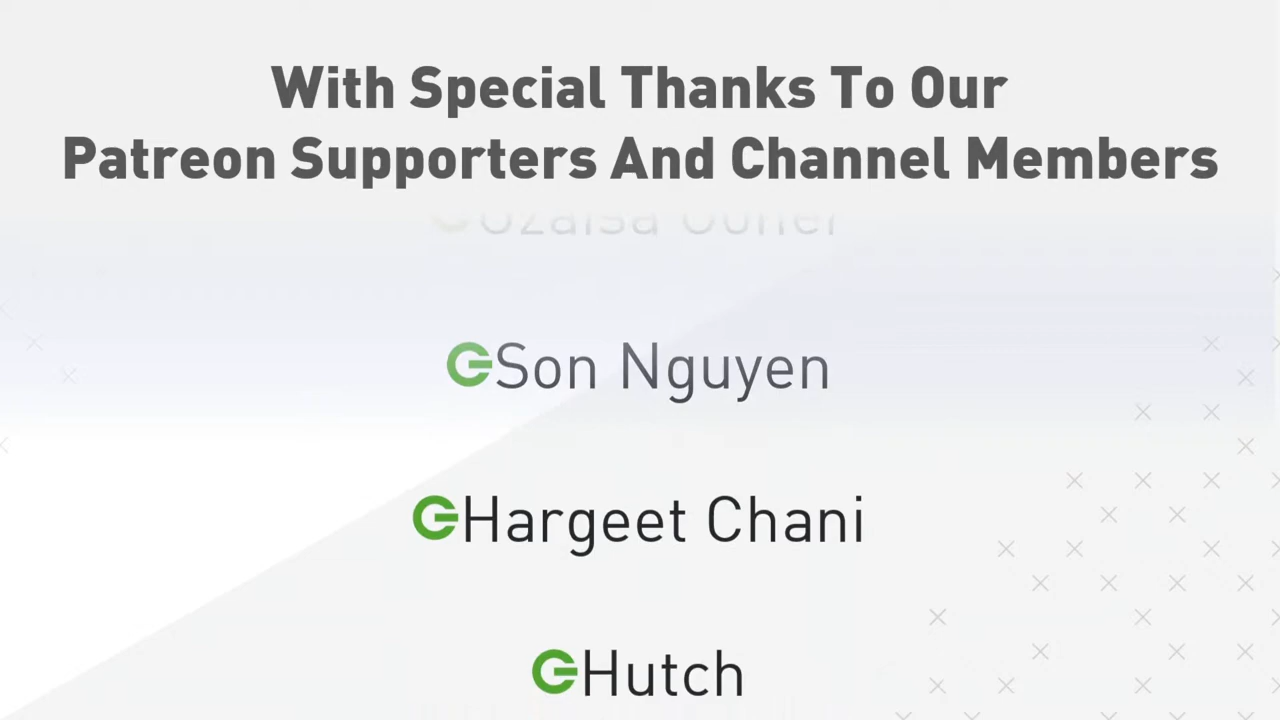 With Special Thanks To Our
Patreon Supporters And Channel Members
Son Nguyen
Hargeet Chani
Hutch